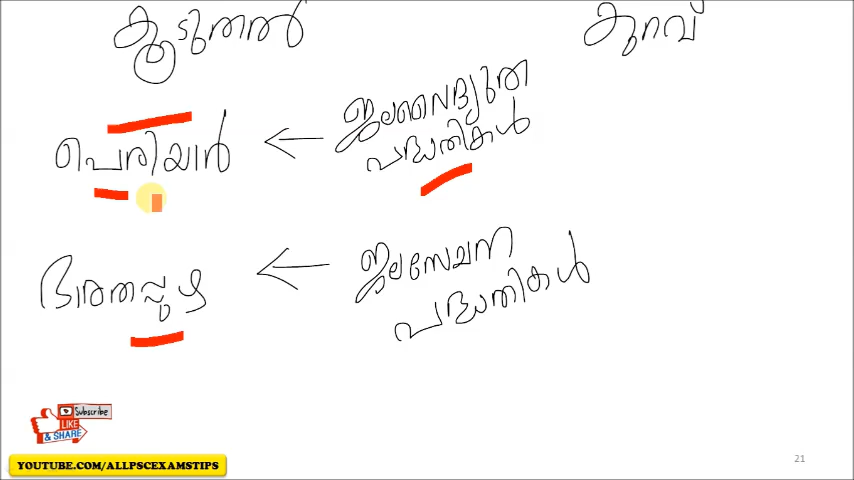 കൂടുതൽ കുറവ്
പെരിയാർ ← ജലവൈദ്യുത
പദ്ധതികൾ
ഭാരതപ്പുഴ ← ജലസേചന
പദ്ധതികൾ
Subscribe
LIKE
& SHARE
YOUTUBE.COM/ALLPSCEXAMSTIPS
21